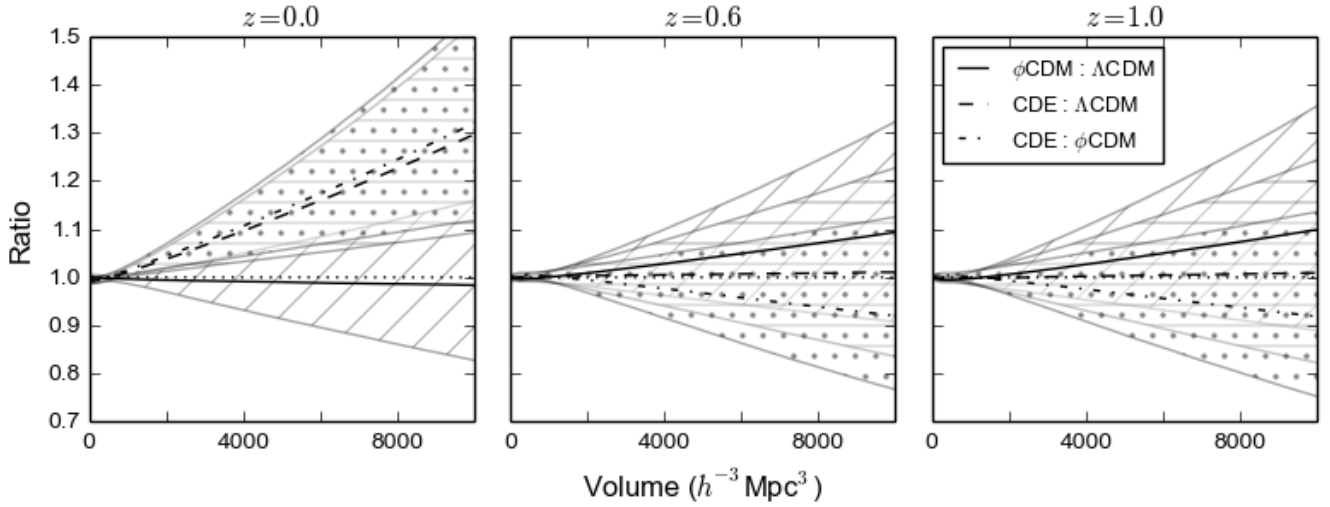 z=0.0 z=0.6 z=1.0
1.5
1.4
1.3
1.2
1.1
1.0
0.9
0.8
0.7
Ratio
ϕCDM : ΛCDM
CDE : ΛCDM
CDE : ϕCDM
0 4000 8000 0 4000 8000 0 4000 8000
Volume (h⁻³ Mpc³)